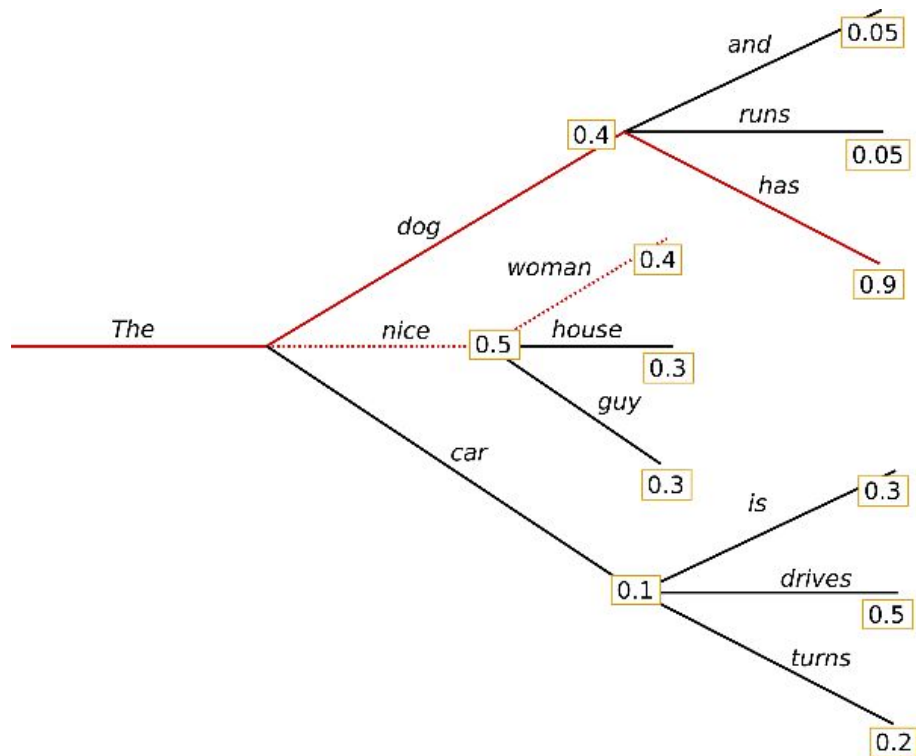 and
0.05
runs
0.4
0.05
has
dog
woman
0.4
0.9
The
nice
0.5
house
0.3
guy
car
0.3
is
0.3
drives
0.1
0.5
turns
0.2